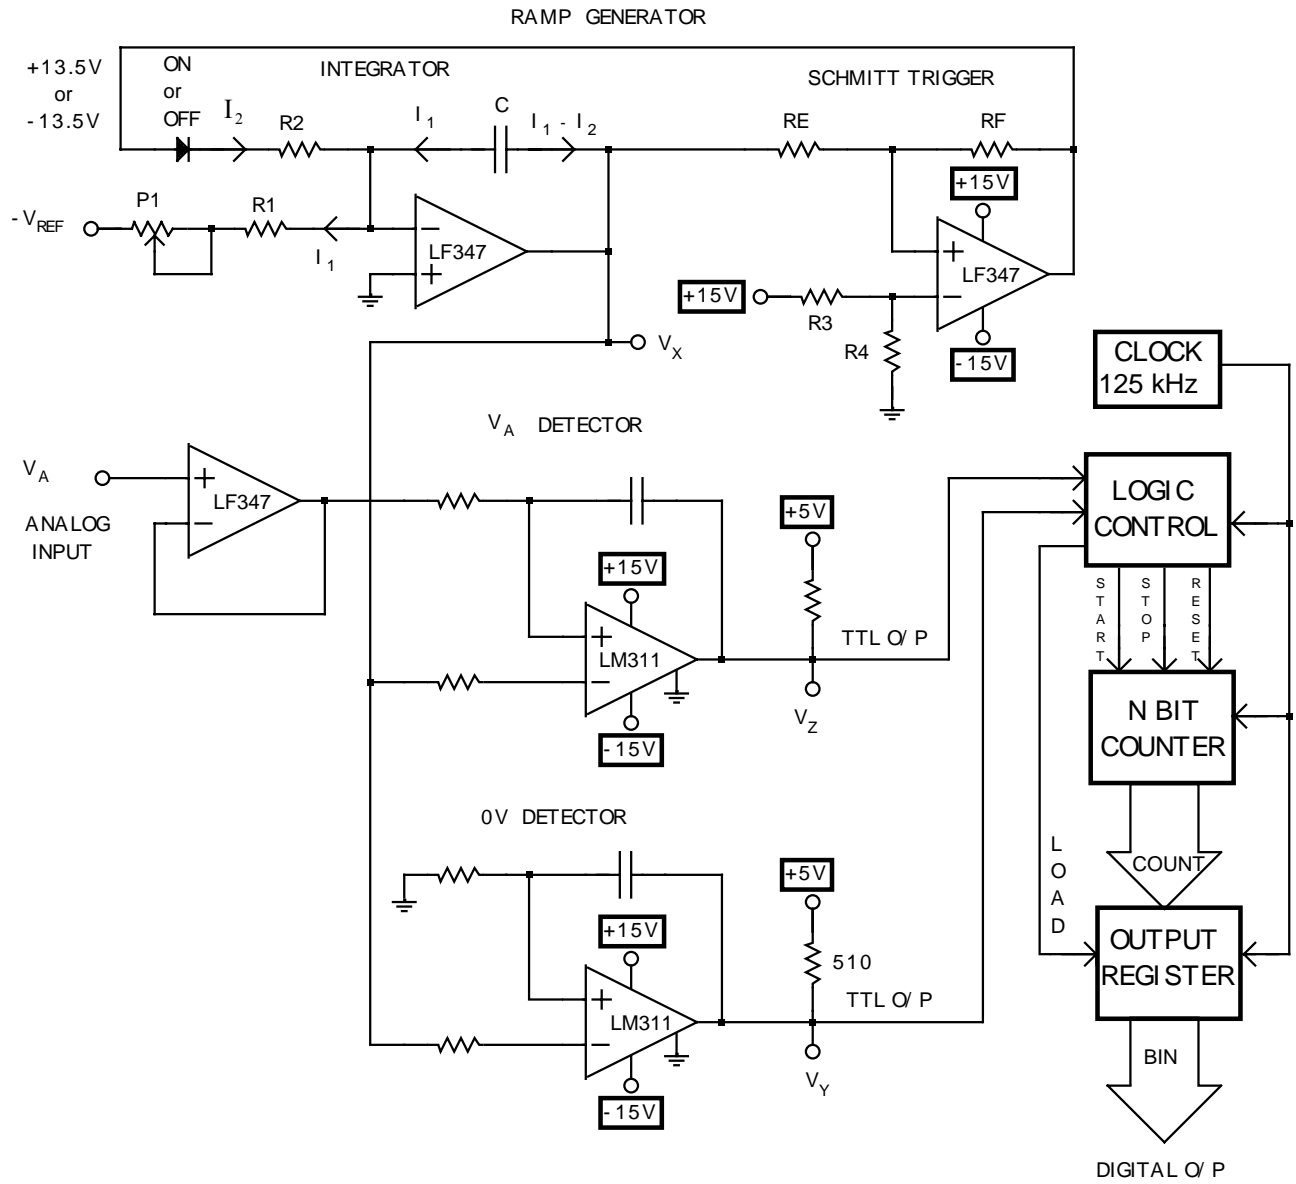 RAMP GENERATOR
+13.5V
or
-13.5V
ON
or
OFF
INTEGRATOR
SCHMITT TRIGGER
I2
R2
I1
C
I1 - I2
RE
RF
+15V
P1
R1
-VREF
I1
LF347
LF347
+15V
R3
R4
-15V
VX
CLOCK
125 kHz
VA DETECTOR
VA
LF347
ANALOG
INPUT
+5V
LOGIC
CONTROL
+15V
START
STOP
RESET
LM311
TTL O/P
VZ
-15V
N BIT
COUNTER
0V DETECTOR
LOAD
COUNT
+5V
+15V
510
OUTPUT
REGISTER
LM311
TTL O/P
VY
-15V
BIN
DIGITAL O/P